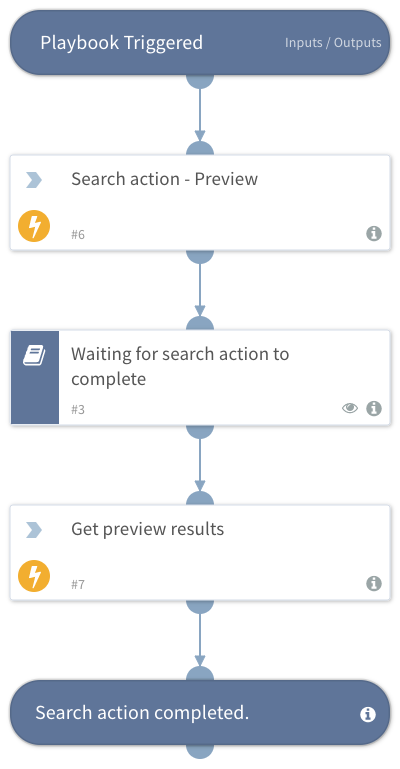 Playbook Triggered
Inputs / Outputs
Search action - Preview
#6
Waiting for search action to
complete
#3
Get preview results
#7
Search action completed.